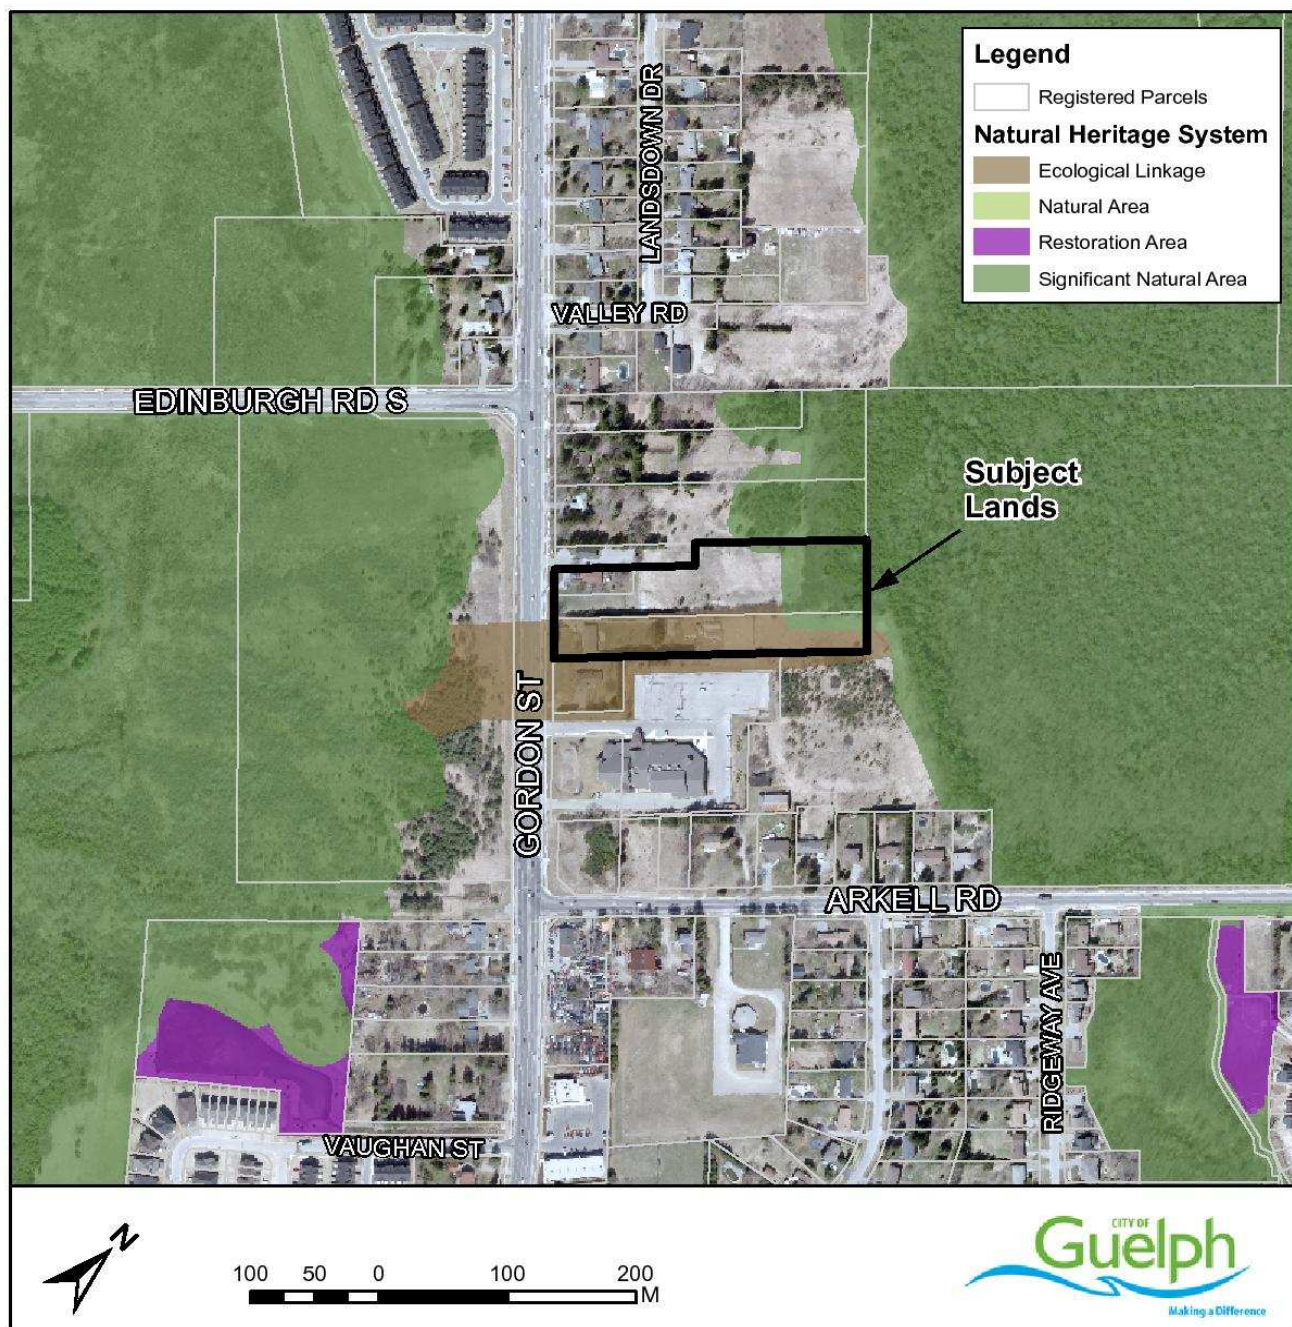 Legend
Registered Parcels
Natural Heritage System
Ecological Linkage
Natural Area
Restoration Area
Significant Natural Area
LANDSDOWN DR
VALLEY RD
EDINBURGH RD S
Subject
Lands
GORDON ST
ARKELL RD
RIDGEWAY AVE
VAUGHAN ST
N
100 50 0 100 200
M
CITY OF
Guelph
Making a Difference